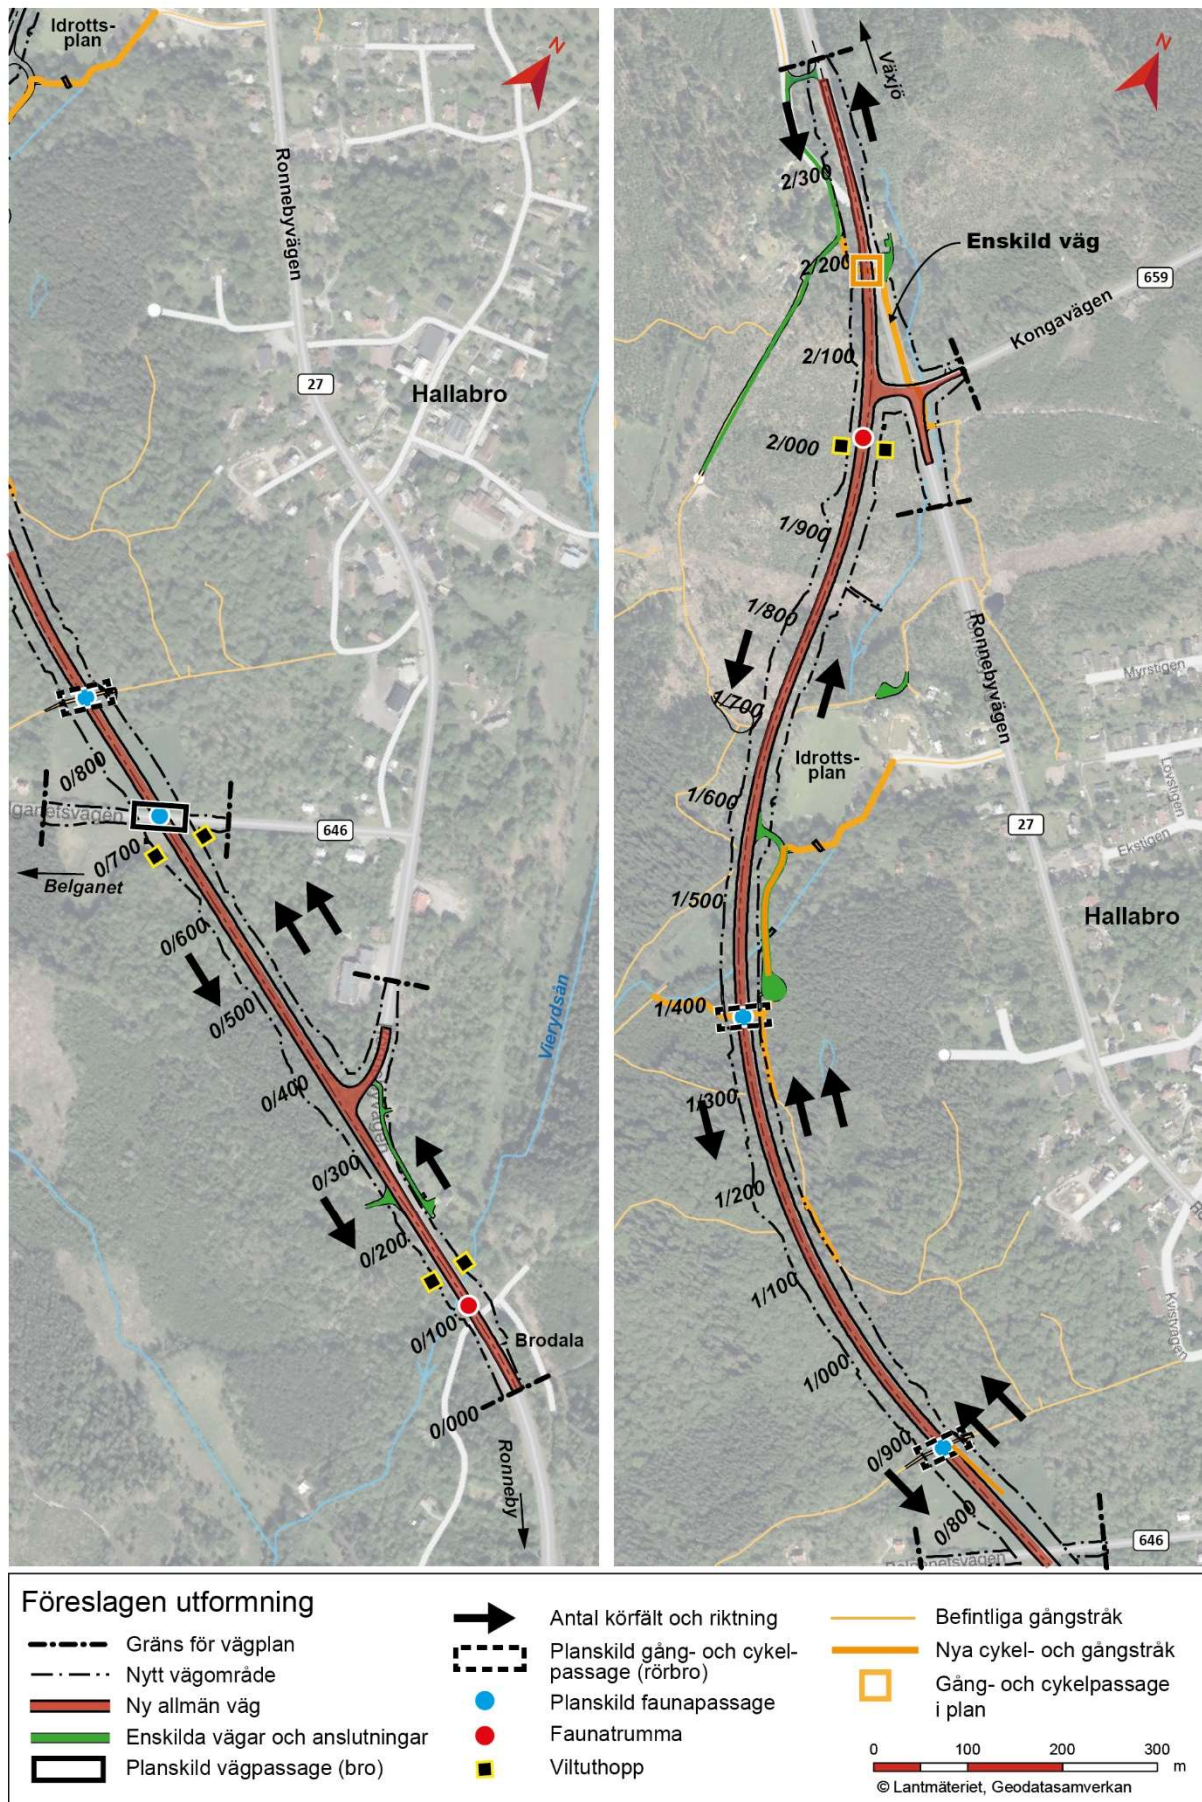 Idrotts-
plan
N
Ronnebyvägen
27
Hallabro
0/800
lganetsvägen
646
0/700
Belganet
0/600
0/500
Vierydsån
0/400
0/300
0/200
0/100
Brodala
0/000
Ronneby
Växjö
N
2/300
Enskild väg
2/200
659
Kongavägen
2/100
2/000
1/900
1/800
Ronnebyvägen
Myrstigen
1/700
Idrotts-
plan
Lövstigen
1/600
27
Ekstigen
1/500
Hallabro
1/400
1/300
1/200
1/100
Kvistvägen
1/000
0/900
0/800
646
Belganetsvägen
Föreslagen utformning
Gräns för vägplan
Nytt vägområde
Ny allmän väg
Enskilda vägar och anslutningar
Planskild vägpassage (bro)
Antal körfält och riktning
Planskild gång- och cykel-
passage (rörbro)
Planskild faunapassage
Faunatrumma
Viltuthopp
Befintliga gångstråk
Nya cykel- och gångstråk
Gång- och cykelpassage
i plan
0 100 200 300
m
© Lantmäteriet, Geodatasamverkan